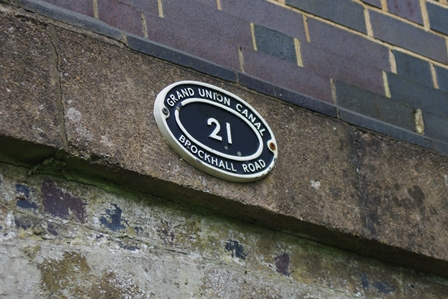 GRAND UNION CANAL
21
BROCKHALL ROAD